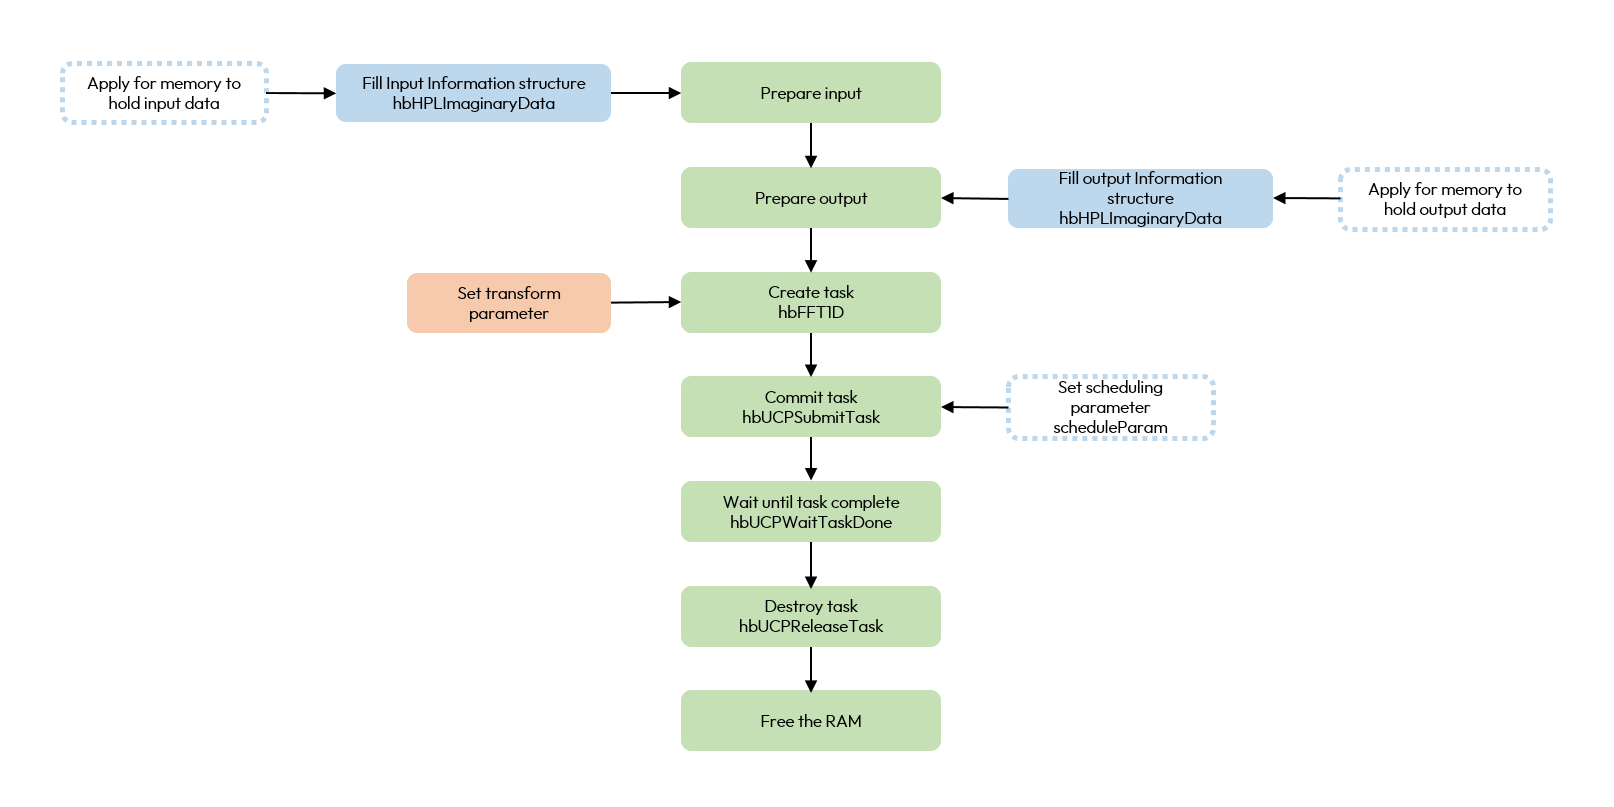 Apply for memory to
hold input data
Fill Input Information structure
hbHPLImaginaryData
Prepare input
Prepare output
Fill output Information
structure
hbHPLImaginaryData
Apply for memory to
hold output data
Set transform
parameter
Create task
hbFFT1D
Commit task
hbUCPSubmitTask
Set scheduling
parameter
scheduleParam
Wait until task complete
hbUCPWaitTaskDone
Destroy task
hbUCPReleaseTask
Free the RAM